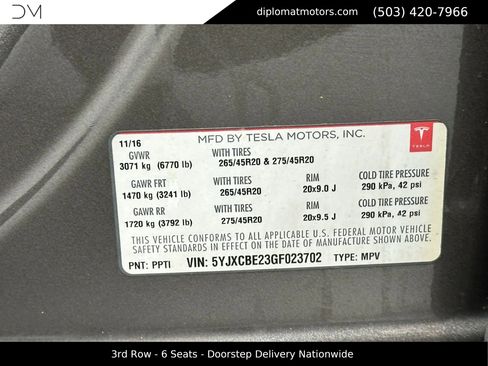 DM
diplomatmotors.com
(503) 420-7966
11/16
MFD BY TESLA MOTORS, INC.
TESLA
GVWR WITH TIRES
3071 kg (6770 lb) 265/45R20 & 275/45R20
GAWR FRT WITH TIRES RIM COLD TIRE PRESSURE
1470 kg (3241 lb) 265/45R20 20x9.0 J 290 kPa, 42 psi
GAWR RR WITH TIRES RIM COLD TIRE PRESSURE
1720 kg (3792 lb) 275/45R20 20x9.5 J 290 kPa, 42 psi
THIS VEHICLE CONFORMS TO ALL APPLICABLE U.S. FEDERAL MOTOR VEHICLE
SAFETY STANDARDS IN EFFECT ON THE DATE OF MANUFACTURE SHOWN ABOVE.
PNT: PPTI VIN: 5YJXCBE23GF023702 TYPE: MPV
3rd Row - 6 Seats - Doorstep Delivery Nationwide